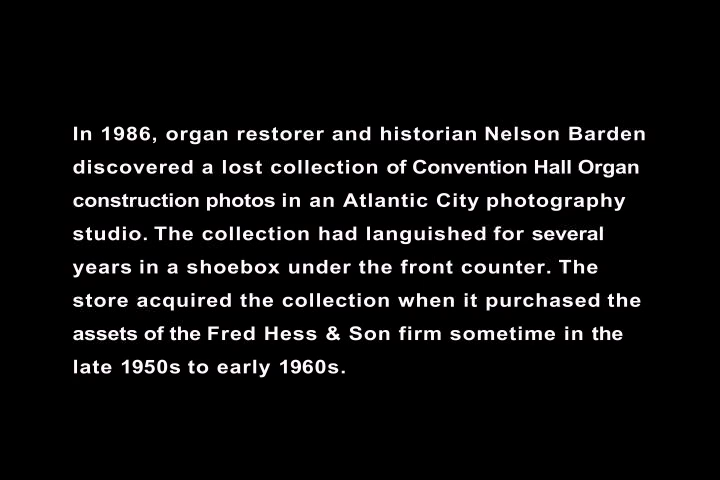 In 1986, organ restorer and historian Nelson Barden
discovered a lost collection of Convention Hall Organ
construction photos in an Atlantic City photography
studio. The collection had languished for several
years in a shoebox under the front counter. The
store acquired the collection when it purchased the
assets of the Fred Hess & Son firm sometime in the
late 1950s to early 1960s.